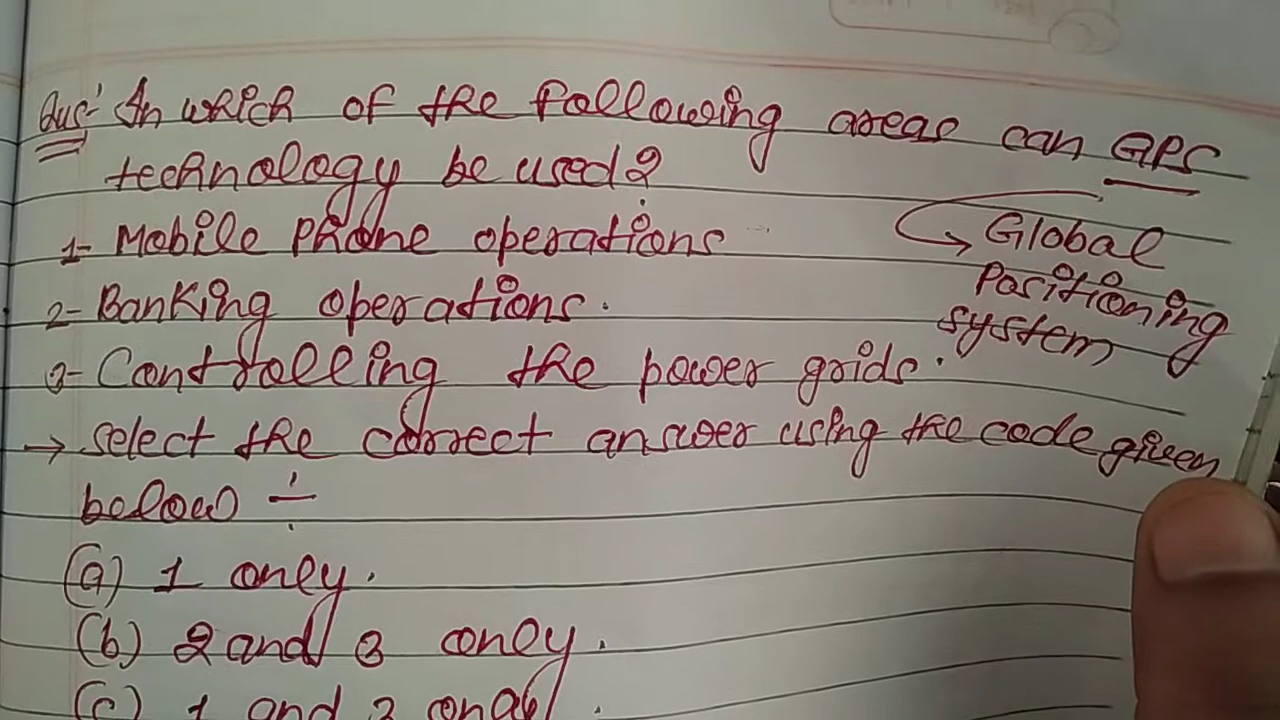 Que:- In which of the following areas can GPS
technology be used?
Global
Positioning
system
1- Mobile Phone operations
2- Banking operations.
3- Controlling the power grids.
→ select the correct answer using the code given
below ÷
(a) 1 only.
(b) 2 and 3 only.
(c) 1 and 3 only.